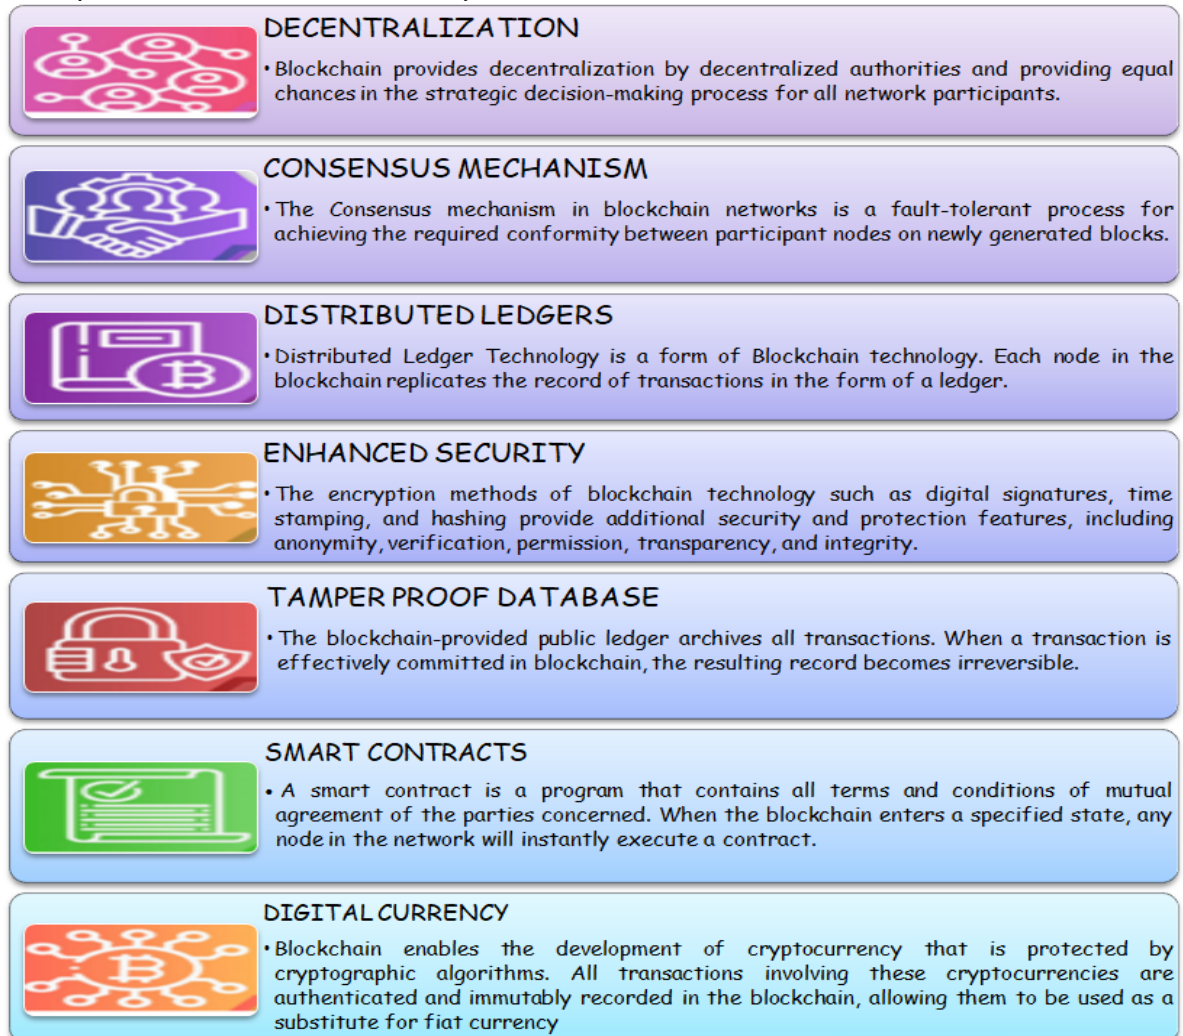 DECENTRALIZATION
• Blockchain provides decentralization by decentralized authorities and providing equal
chances in the strategic decision-making process for all network participants.
CONSENSUS MECHANISM
• The Consensus mechanism in blockchain networks is a fault-tolerant process for
achieving the required conformity between participant nodes on newly generated blocks.
DISTRIBUTED LEDGERS
• Distributed Ledger Technology is a form of Blockchain technology. Each node in the
blockchain replicates the record of transactions in the form of a ledger.
ENHANCED SECURITY
• The encryption methods of blockchain technology such as digital signatures, time
stamping, and hashing provide additional security and protection features, including
anonymity, verification, permission, transparency, and integrity.
TAMPER PROOF DATABASE
• The blockchain-provided public ledger archives all transactions. When a transaction is
effectively committed in blockchain, the resulting record becomes irreversible.
SMART CONTRACTS
• A smart contract is a program that contains all terms and conditions of mutual
agreement of the parties concerned. When the blockchain enters a specified state, any
node in the network will instantly execute a contract.
DIGITAL CURRENCY
• Blockchain enables the development of cryptocurrency that is protected by
cryptographic algorithms. All transactions involving these cryptocurrencies are
authenticated and immutably recorded in the blockchain, allowing them to be used as a
substitute for fiat currency